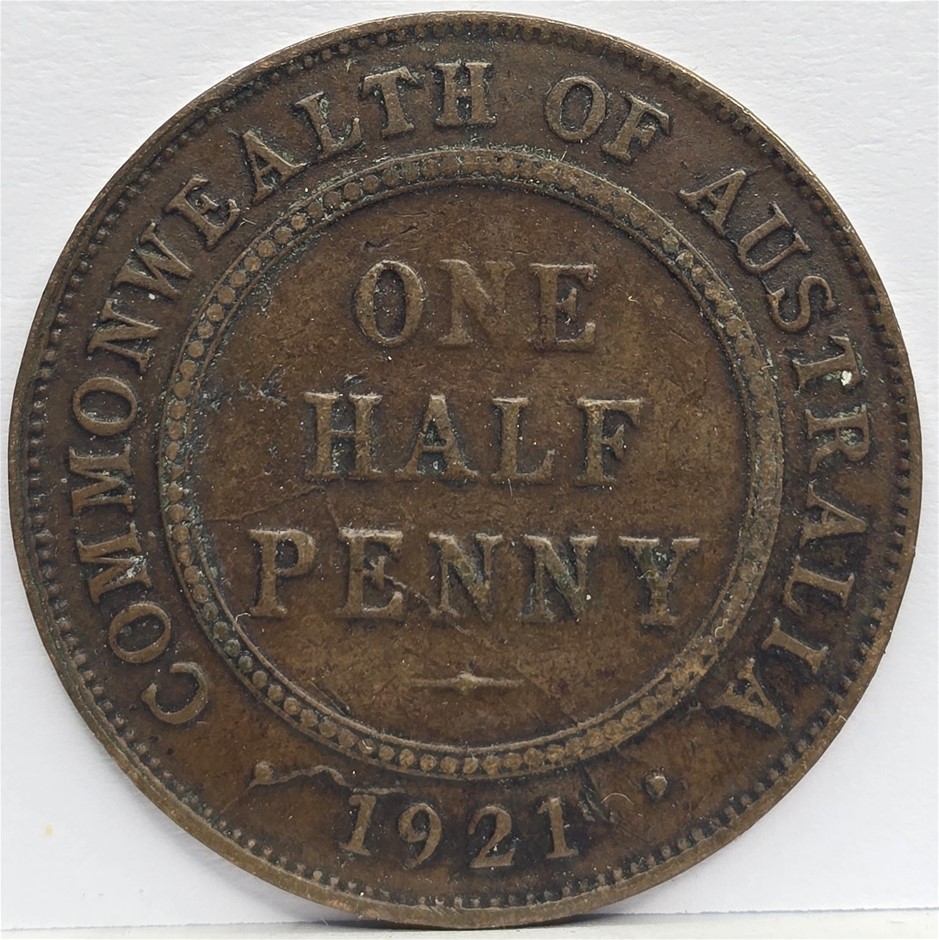 COMMONWEALTH OF AUSTRALIA
ONE
HALF
PENNY
1921